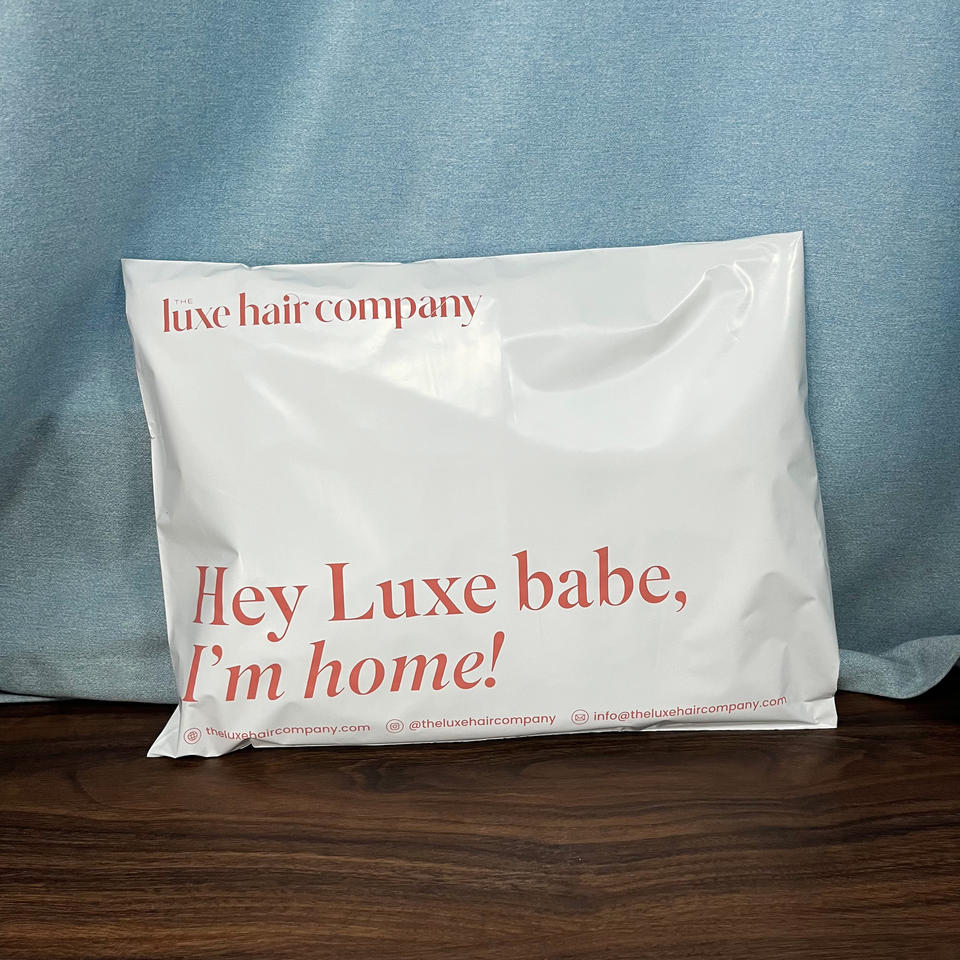 THE
luxe hair company
Hey Luxe babe,
I'm home!
theluxehaircompany.com @theluxehaircompany info@theluxehaircompany.com